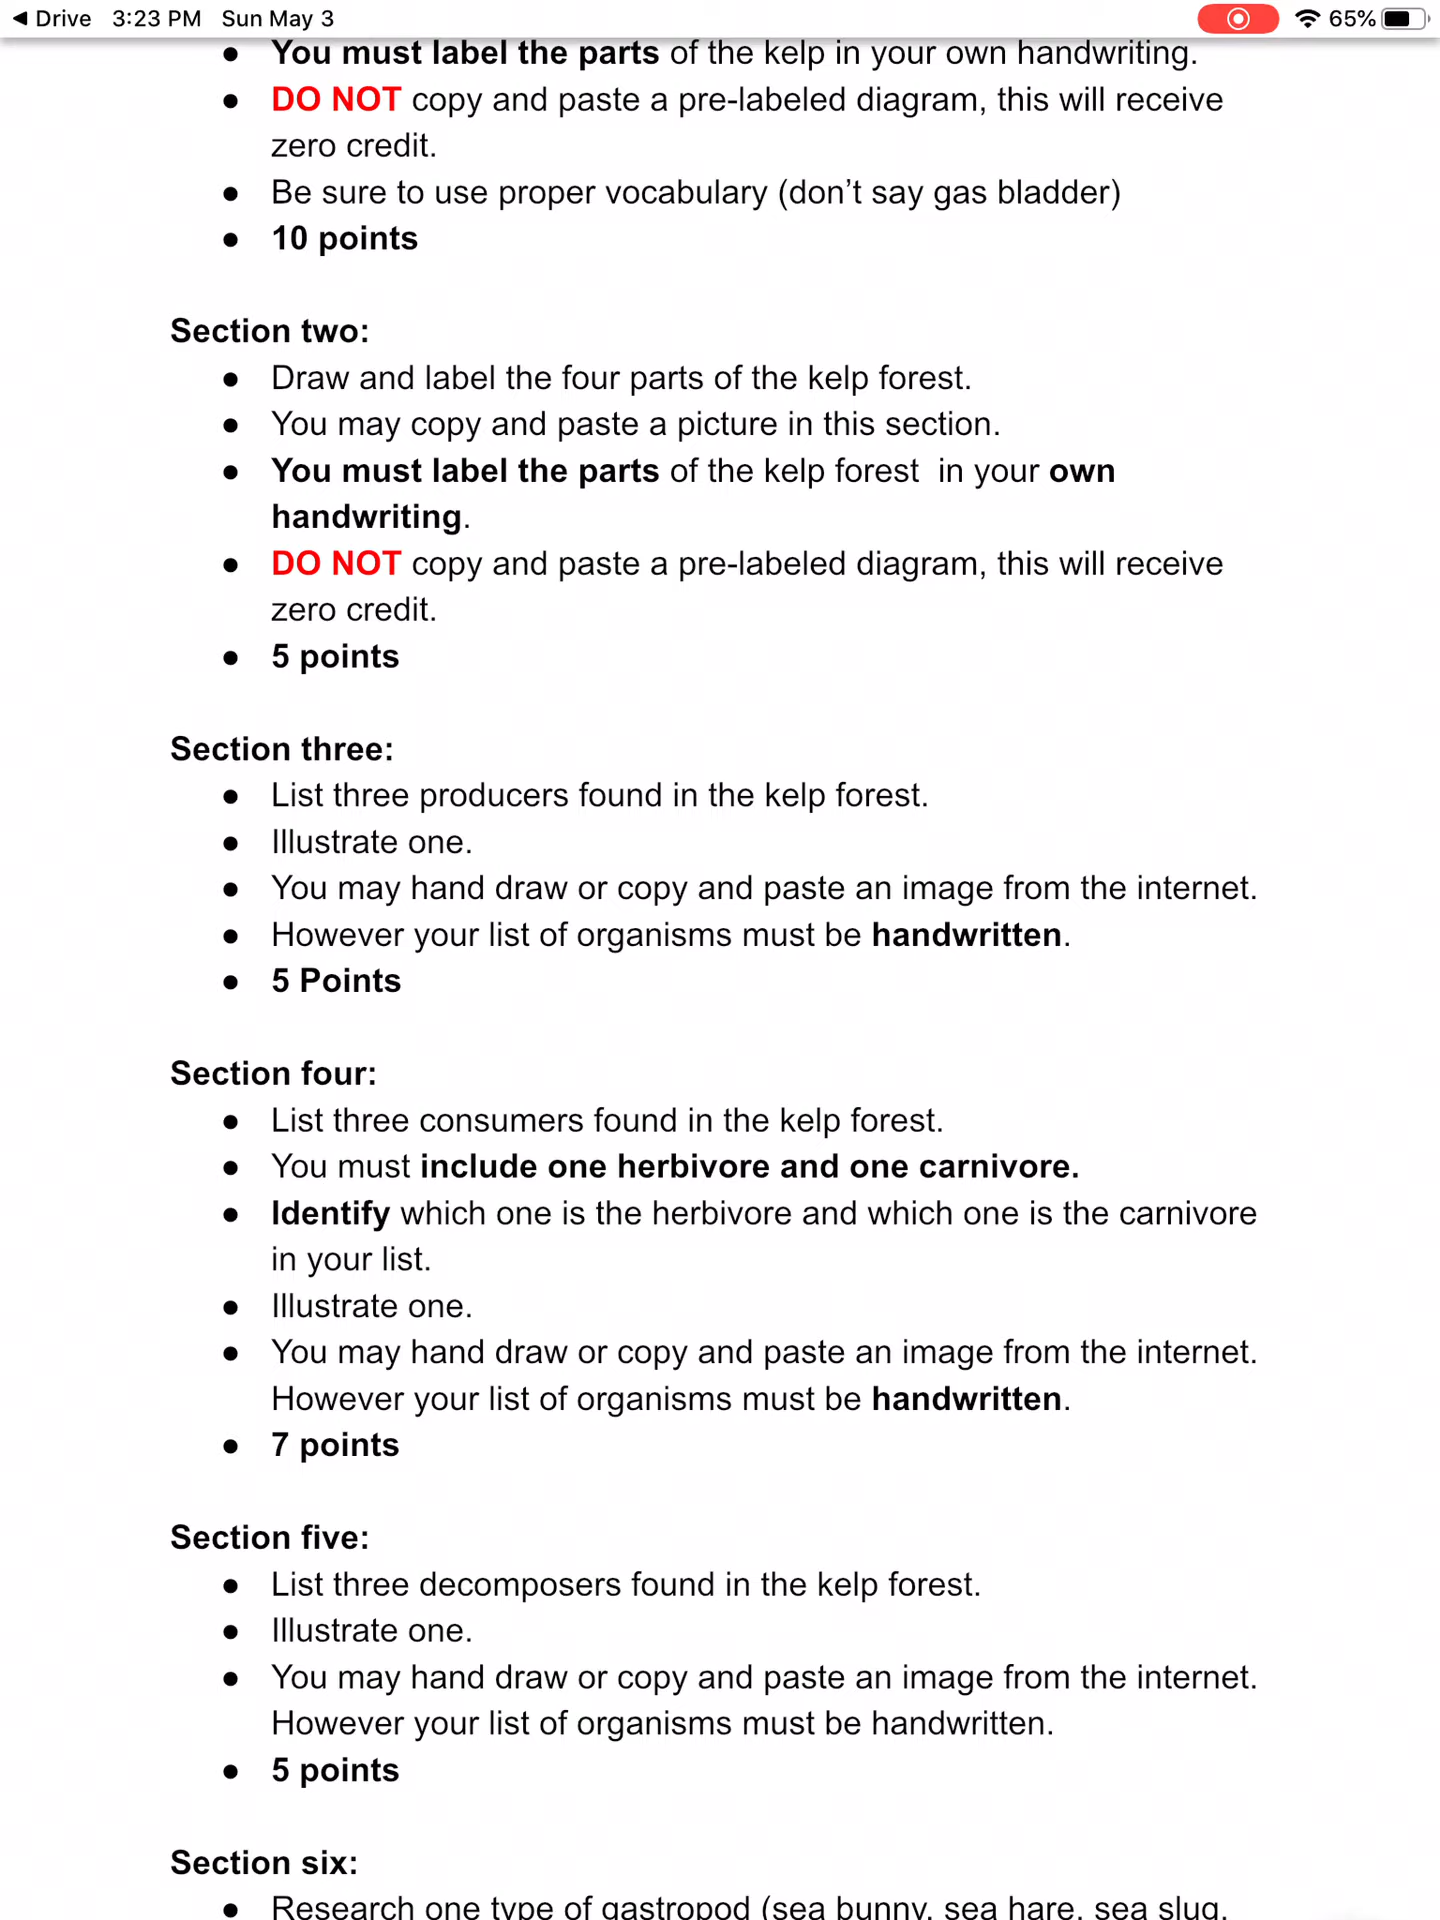 Drive 3:23 PM Sun May 3 65%
● You must label the parts of the kelp in your own handwriting.
● DO NOT copy and paste a pre-labeled diagram, this will receive
zero credit.
● Be sure to use proper vocabulary (don’t say gas bladder)
● 10 points
Section two:
● Draw and label the four parts of the kelp forest.
● You may copy and paste a picture in this section.
● You must label the parts of the kelp forest in your own
handwriting.
● DO NOT copy and paste a pre-labeled diagram, this will receive
zero credit.
● 5 points
Section three:
● List three producers found in the kelp forest.
● Illustrate one.
● You may hand draw or copy and paste an image from the internet.
● However your list of organisms must be handwritten.
● 5 Points
Section four:
● List three consumers found in the kelp forest.
● You must include one herbivore and one carnivore.
● Identify which one is the herbivore and which one is the carnivore
in your list.
● Illustrate one.
● You may hand draw or copy and paste an image from the internet.
However your list of organisms must be handwritten.
● 7 points
Section five:
● List three decomposers found in the kelp forest.
● Illustrate one.
● You may hand draw or copy and paste an image from the internet.
However your list of organisms must be handwritten.
● 5 points
Section six:
● Research one type of gastropod (sea bunny, sea hare, sea slug,